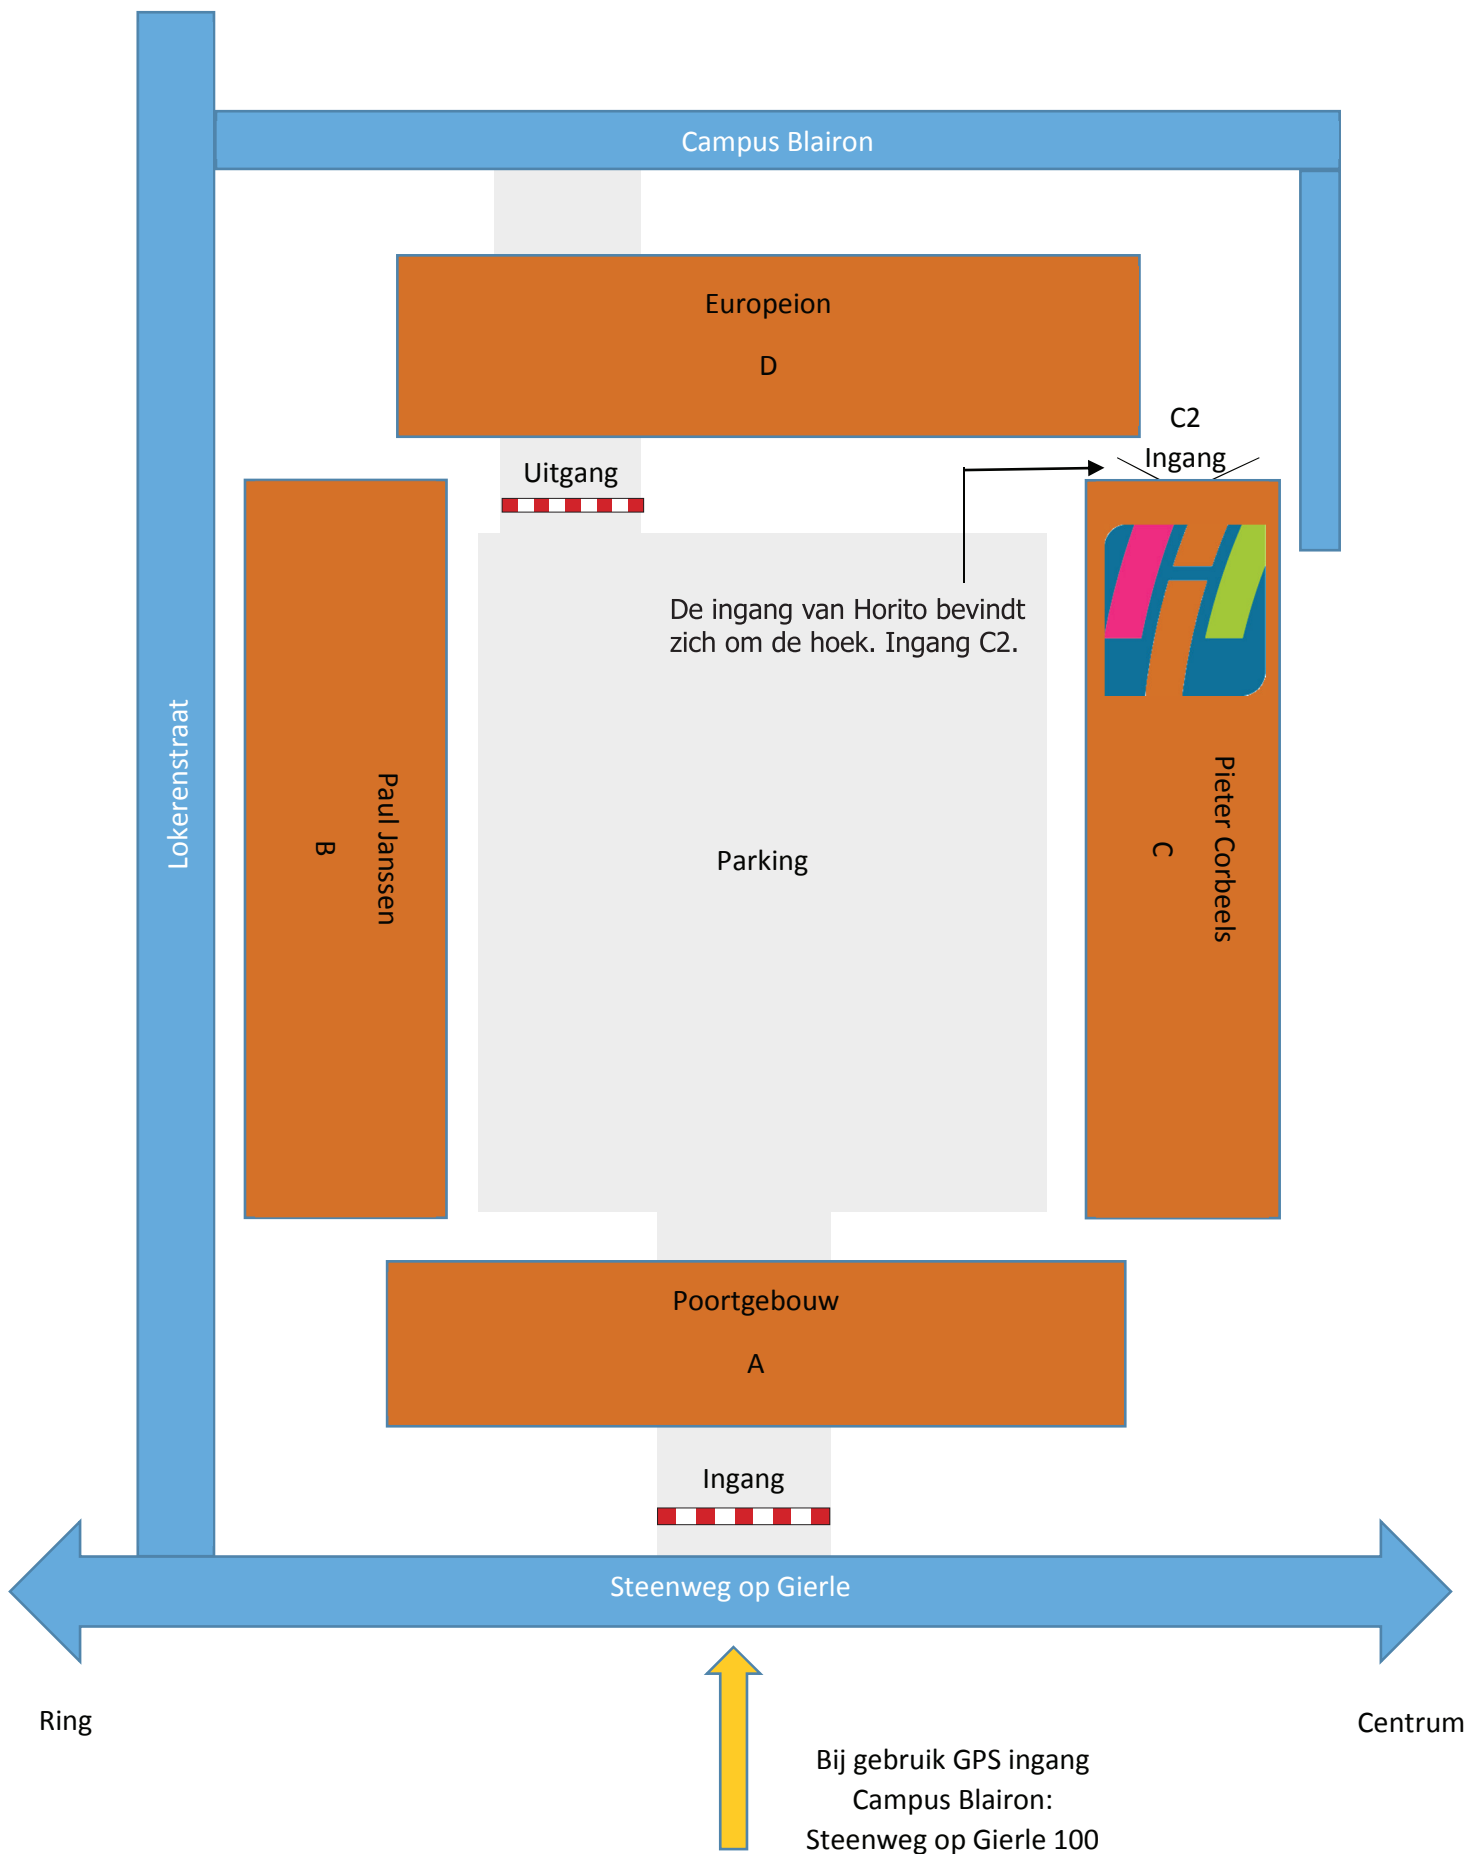 Campus Blairon
Europeion
D
C2
Ingang
Uitgang
De ingang van Horito bevindt
zich om de hoek. Ingang C2.
Lokerenstraat
Paul Janssen
B
Parking
Pieter Corbeels
C
Poortgebouw
A
Ingang
Steenweg op Gierle
Ring
Centrum
Bij gebruik GPS ingang
Campus Blairon:
Steenweg op Gierle 100